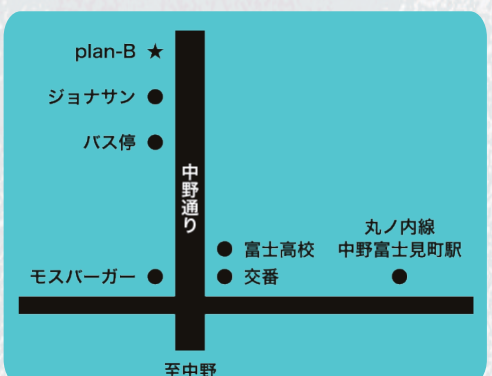 plan-B ★
ジョナサン
バス停
中野通り
富士高校
丸ノ内線
中野富士見町駅
モスバーガー
交番
至中野